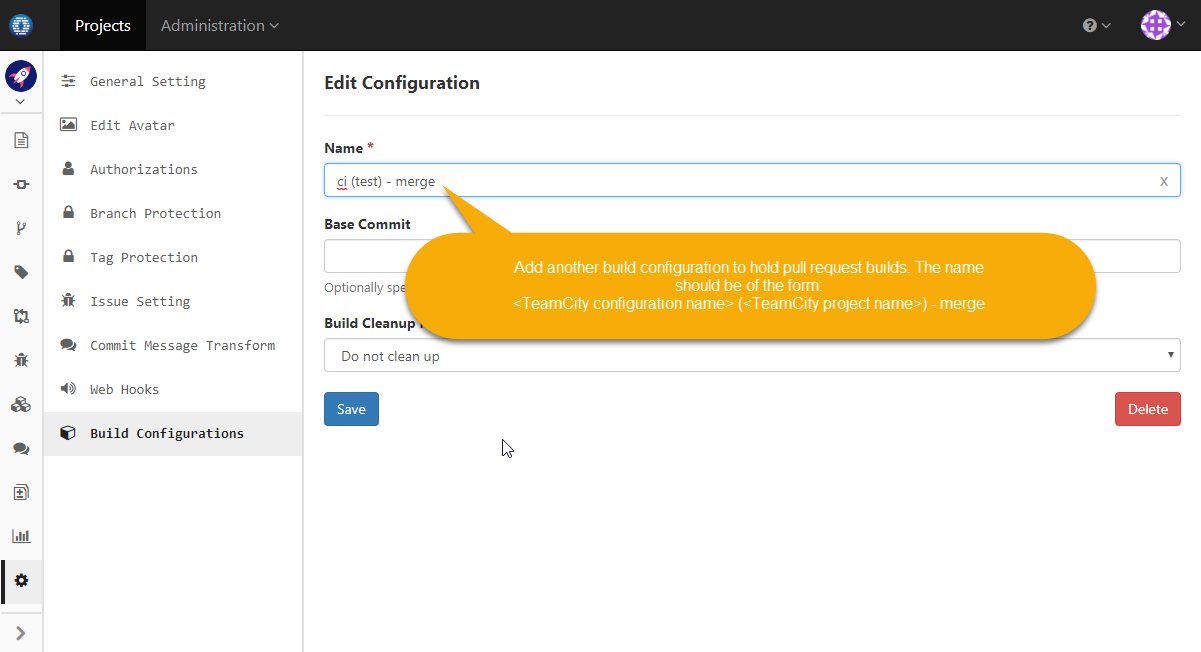 Projects
Administration
General Setting
Edit Avatar
Authorizations
Branch Protection
Tag Protection
Issue Setting
Commit Message Transform
Web Hooks
Build Configurations
Edit Configuration
Name *
ci (test) - merge
X
Base Commit
Add another build configuration to hold pull request builds. The name
should be of the form:
<TeamCity configuration name> (<TeamCity project name>) - merge
Optionally
Build Cleanup
Do not clean up
Save
Delete